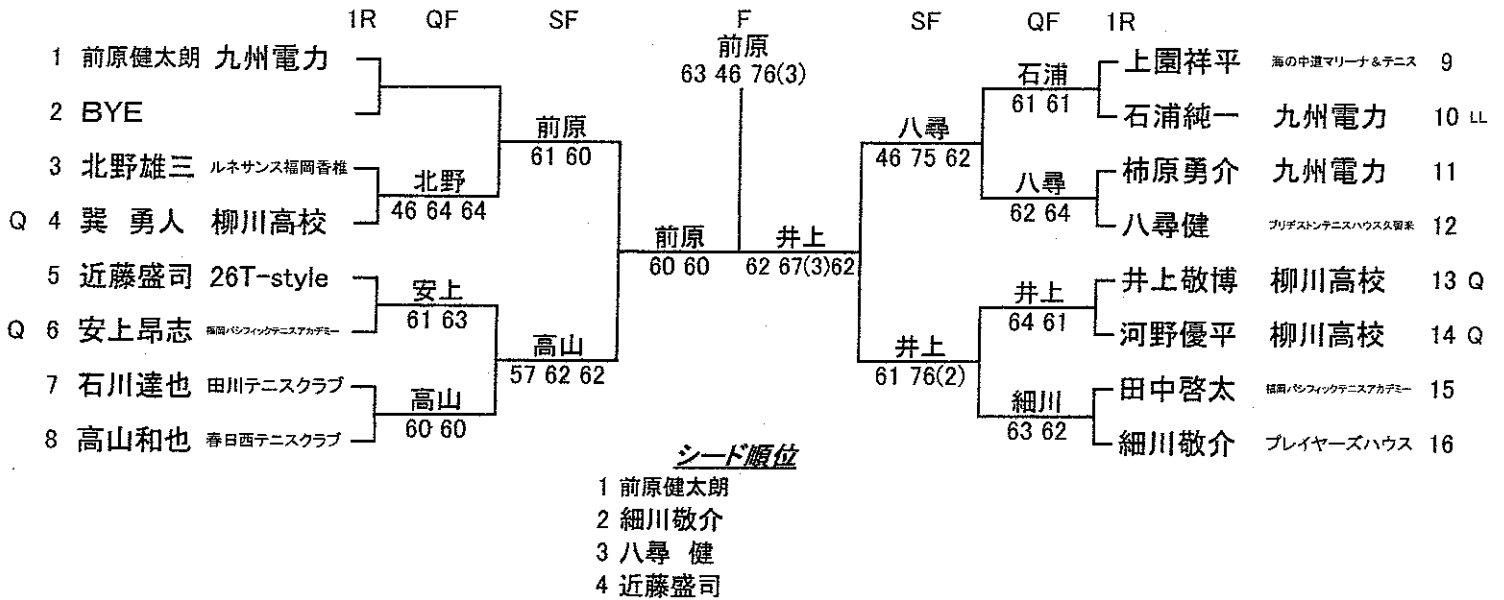 1R QF SF F SF QF 1R
前原
63 46 76(3)
1 前原健太朗 九州電力
2 BYE
3 北野雄三 ルネサンス福岡香椎
Q 4 巽 勇人 柳川高校
5 近藤盛司 26T-style
Q 6 安上昂志 福岡パシフィックテニスアカデミー
7 石川達也 田川テニスクラブ
8 高山和也 春日西テニスクラブ
北野
46 64 64
安上
61 63
高山
60 60
前原
61 60
高山
57 62 62
前原
60 60
井上
62 67(3)62
八尋
46 75 62
井上
61 76(2)
石浦
61 61
八尋
62 64
井上
64 61
細川
63 62
上園祥平 海の中道マリーナ&テニス 9
石浦純一 九州電力 10 LL
柿原勇介 九州電力 11
八尋健 ブリヂストンテニスハウス久留米 12
井上敬博 柳川高校 13 Q
河野優平 柳川高校 14 Q
田中啓太 福岡パシフィックテニスアカデミー 15
細川敬介 プレイヤーズハウス 16
シード順位
1 前原健太朗
2 細川敬介
3 八尋 健
4 近藤盛司